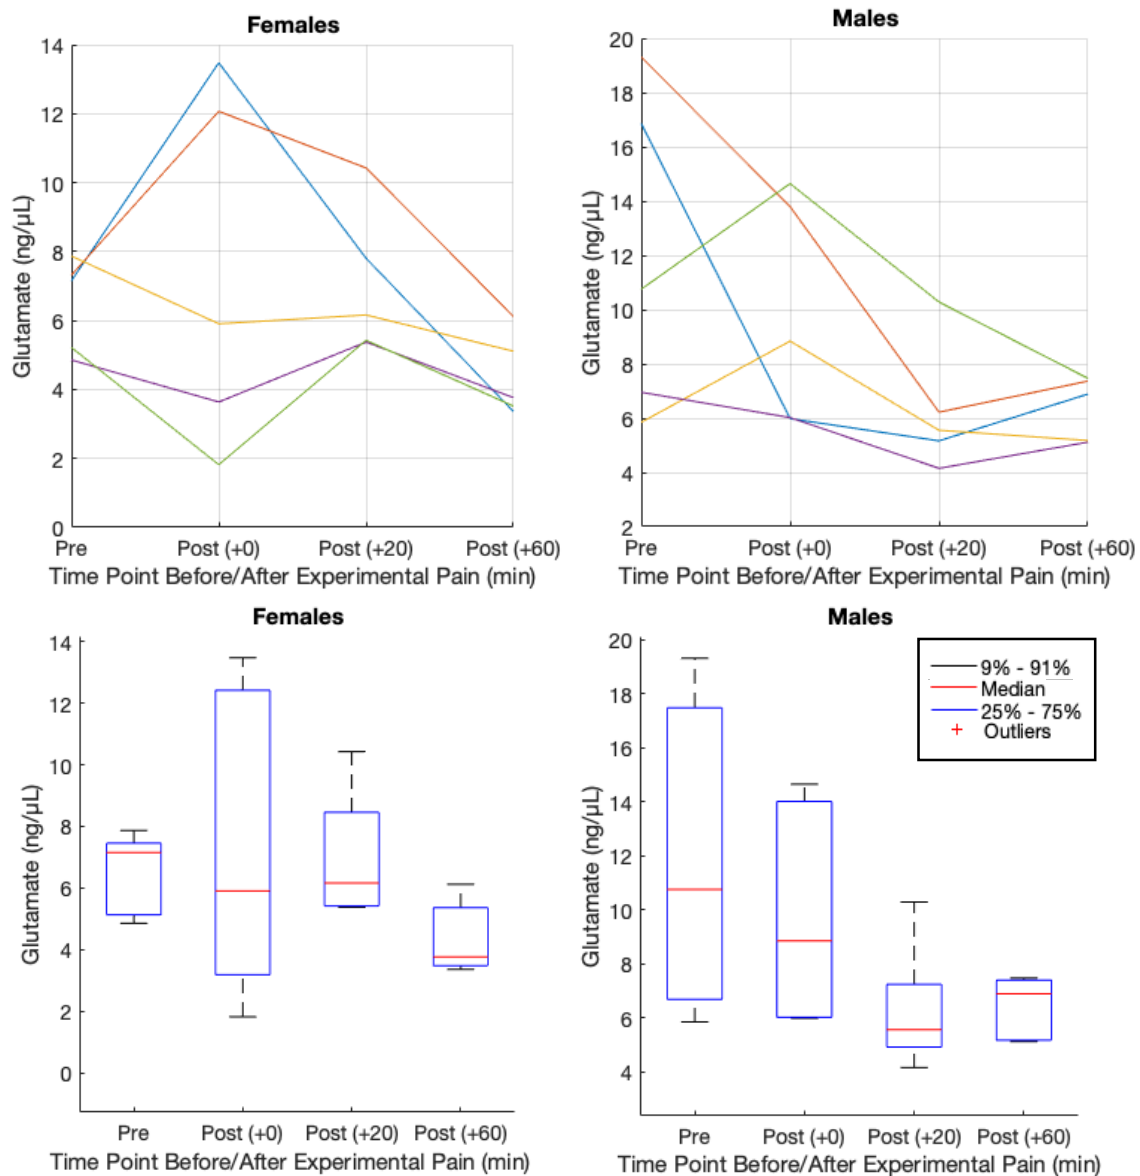 Females
14
12
10
8
6
4
2
0
Glutamate (ng/µL)
Pre Post (+0) Post (+20) Post (+60)
Time Point Before/After Experimental Pain (min)
Males
20
18
16
14
12
10
8
6
4
2
Glutamate (ng/µL)
Pre Post (+0) Post (+20) Post (+60)
Time Point Before/After Experimental Pain (min)
Females
14
12
10
8
6
4
2
0
Glutamate (ng/µL)
Pre Post (+0) Post (+20) Post (+60)
Time Point Before/After Experimental Pain (min)
Males
20
18
16
14
12
10
8
6
4
Glutamate (ng/µL)
9% - 91%
Median
25% - 75%
Outliers
Pre Post (+0) Post (+20) Post (+60)
Time Point Before/After Experimental Pain (min)